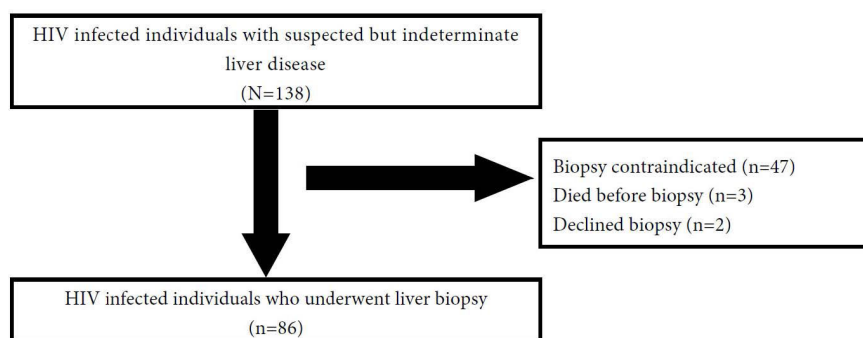 HIV infected individuals with suspected but indeterminate
liver disease
(N=138)
Biopsy contraindicated (n=47)
Died before biopsy (n=3)
Declined biopsy (n=2)
HIV infected individuals who underwent liver biopsy
(n=86)